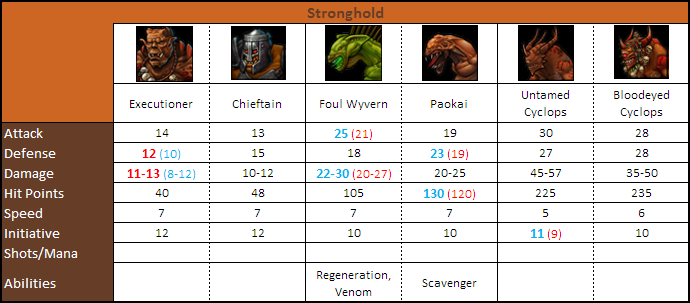 Stronghold
Executioner Chieftain Foul Wyvern Paokai Untamed Cyclops Bloodeyed Cyclops
Attack 14 13 25 (21) 19 30 28
Defense 12 (10) 15 18 23 (19) 27 28
Damage 11-13 (8-12) 10-12 22-30 (20-27) 20-25 45-57 35-50
Hit Points 40 48 105 130 (120) 225 235
Speed 7 7 7 7 5 6
Initiative 12 12 10 10 11 (9) 10
Shots/Mana
Abilities Regeneration, Venom Scavenger